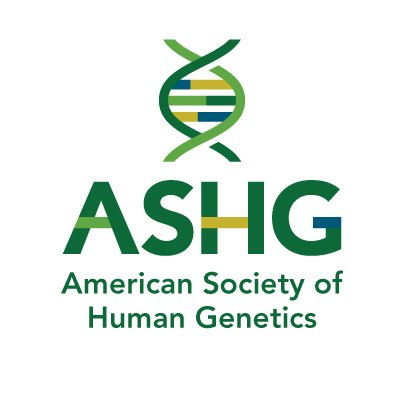 ASHG
American Society of
Human Genetics